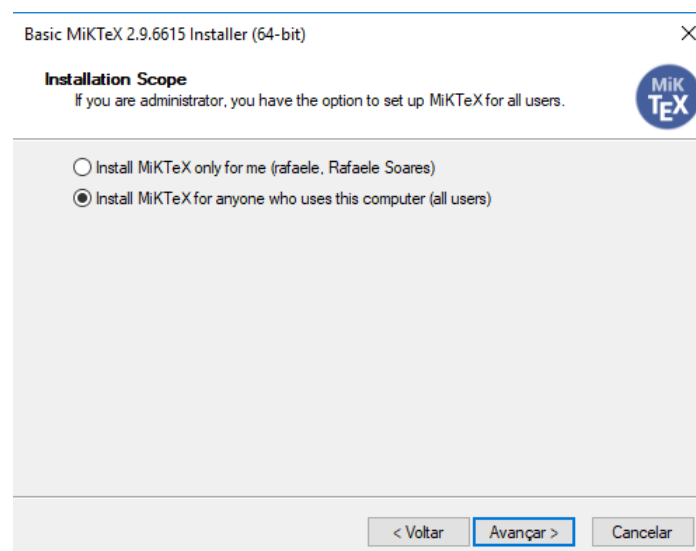 Basic MiKTeX 2.9.6615 Installer (64-bit)
Installation Scope
If you are administrator, you have the option to set up MiKTeX for all users.
MiK
TEX
Install MiKTeX only for me (rafaele, Rafaele Soares)
Install MiKTeX for anyone who uses this computer (all users)
< Voltar
Avançar >
Cancelar